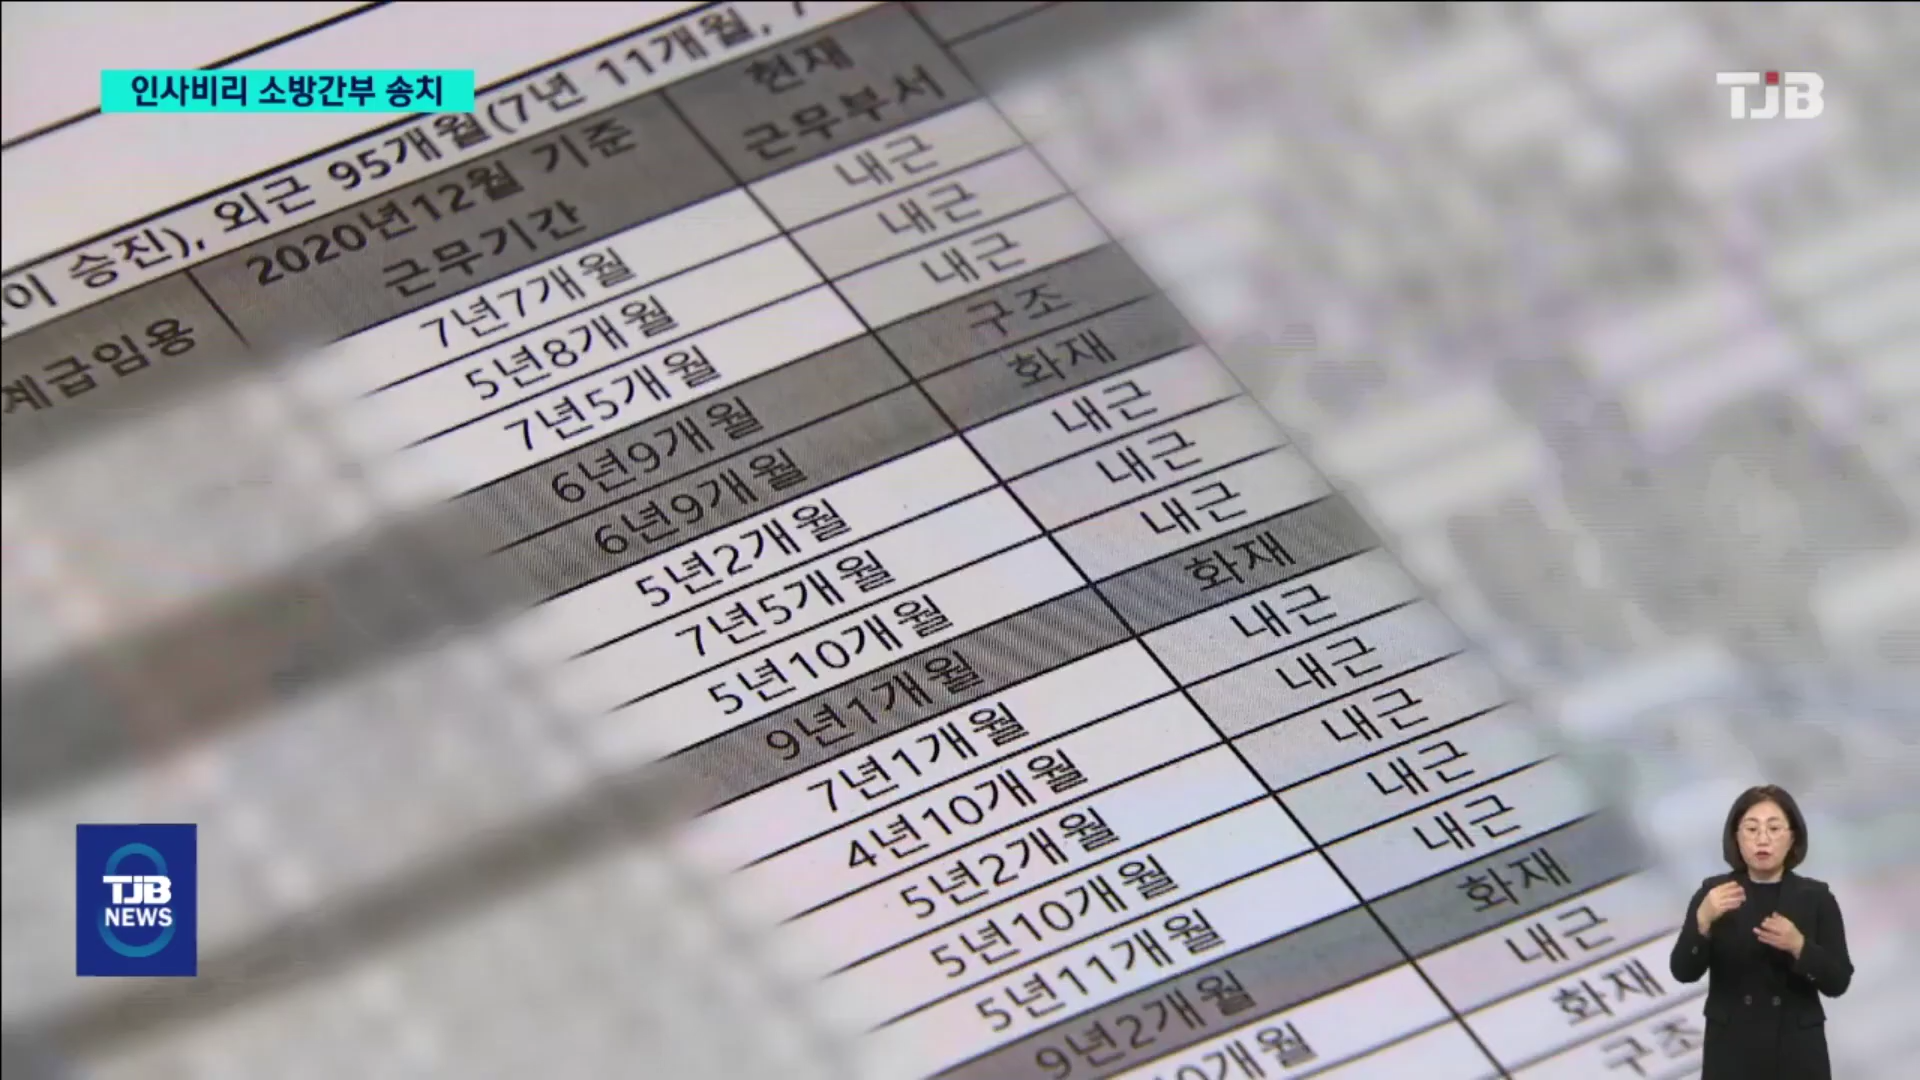 인사비리 소방간부 송치
TJB
이 승진), 외근 95개월(7년 11개월,
계급임용
2020년12월 기준
근무기간
현재
근무부서
7년7개월 내근
5년8개월 내근
7년5개월 내근
6년9개월 구조
6년9개월 화재
5년2개월 내근
7년5개월 내근
5년10개월 내근
9년1개월 화재
7년1개월 내근
4년10개월 내근
5년2개월 내근
5년10개월 내근
5년11개월 내근
9년2개월 화재
10개월 내근
화재
구조
TJB
NEWS